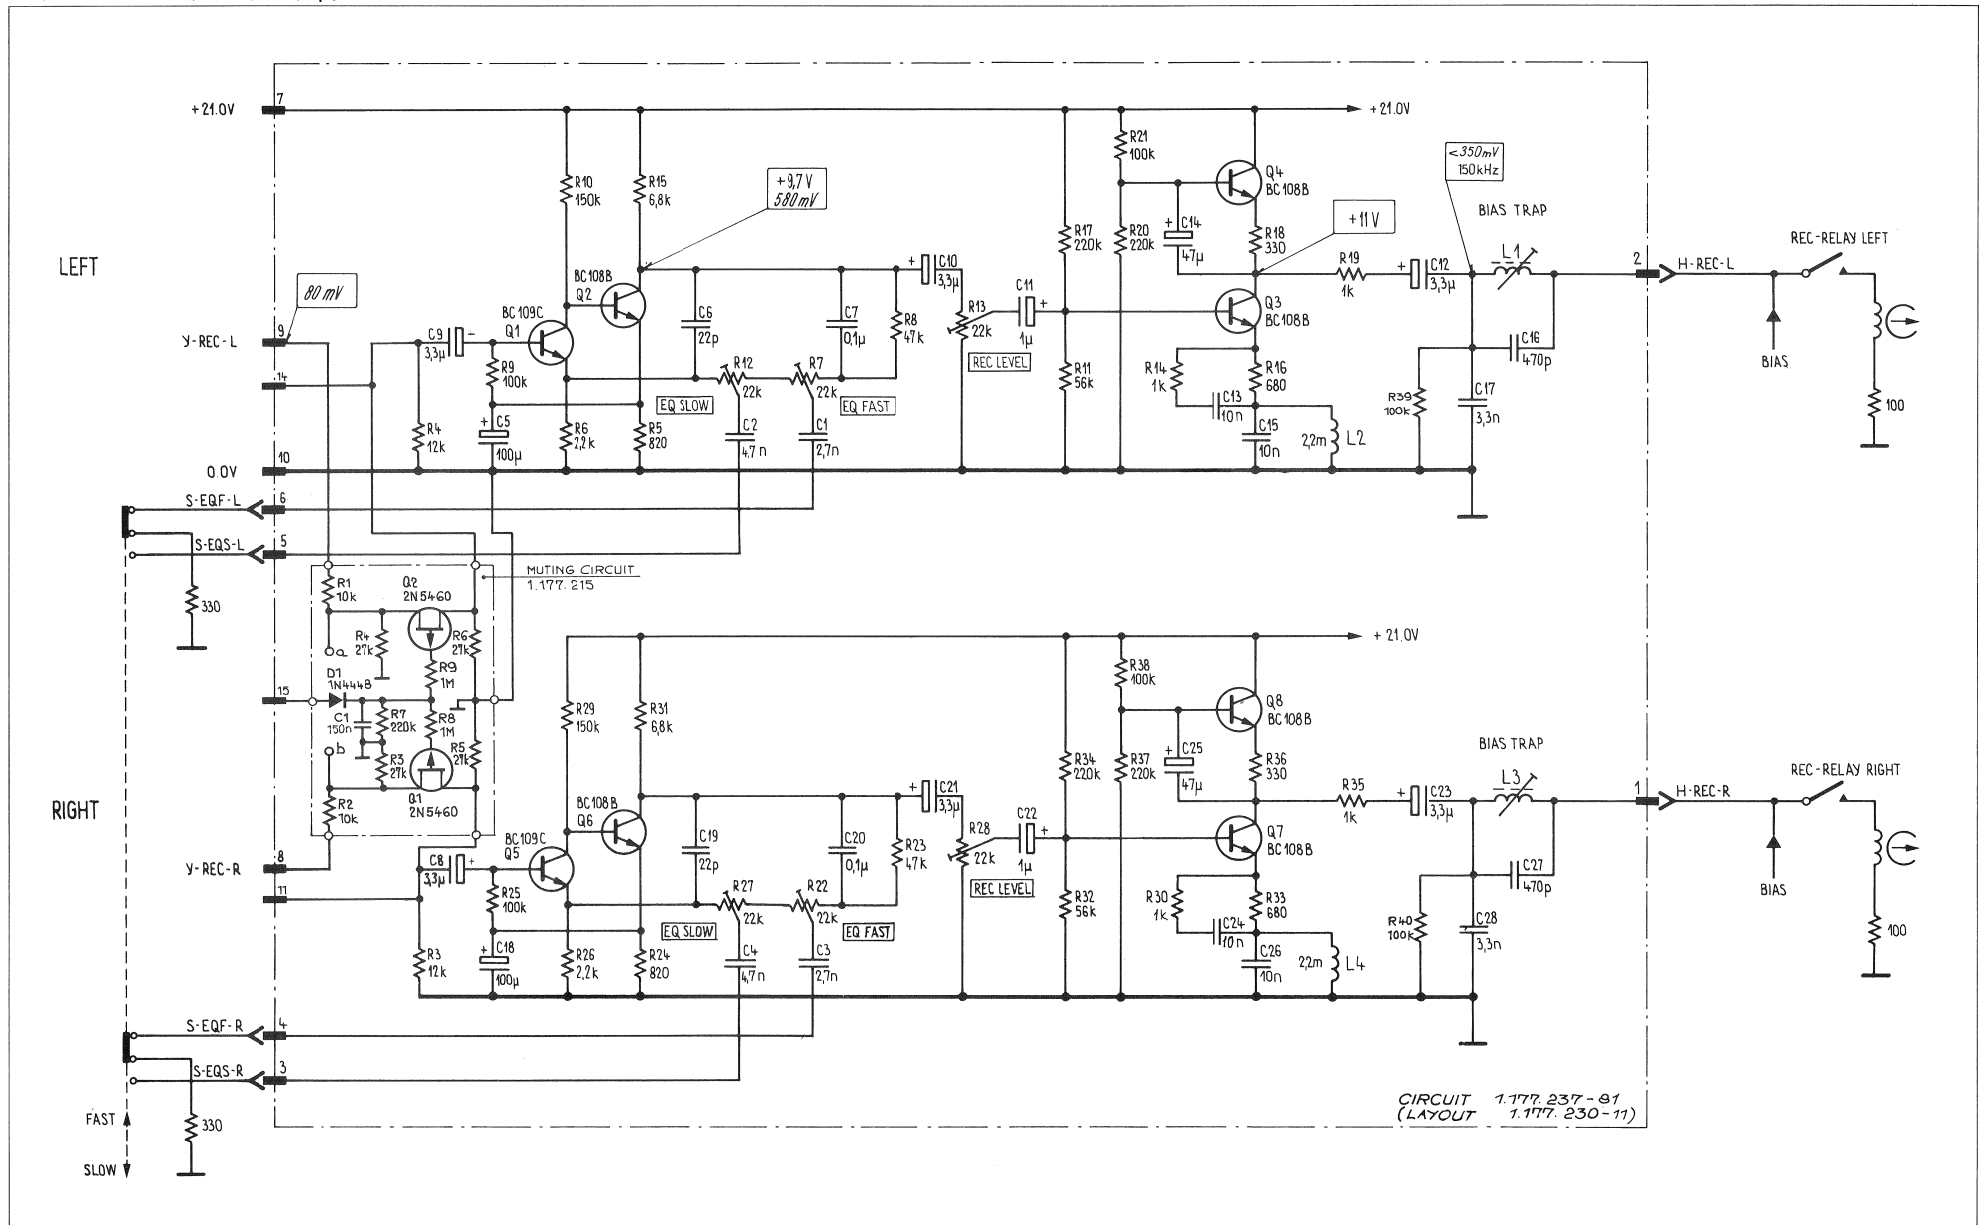 7
+21.0V
+21.0V
R21
100k
<350mV
150kHz
Q4
BC108B
R10
150k
R15
6,8k
+9,7V
580mV
+11V
BIAS TRAP
C14
+
47µ
R17
220k
R20
220k
R18
330
R19
1k
+
C12
3,3µ
L1
2
H-REC-L
REC-RELAY LEFT
LEFT
80mV
+
C10
3,3µ
BC108B
Q2
BC109C
Q1
C11
+
1µ
Q3
BC108B
C6
22p
C7
0,1µ
R8
47k
R13
22k
REC LEVEL
9
Y-REC-L
C9
3,3µ
-
R9
100k
C16
470p
BIAS
R12
22k
R7
22k
R11
56k
R14
1k
R16
680
14
EQ SLOW
EQ FAST
R39
100k
C17
3,3n
100
C13
10n
R4
12k
+
C5
100µ
R6
2,2k
R5
820
C2
4,7n
C1
2,7n
C15
10n
2,2m
L2
10
0.0V
S-EQF-L
6
S-EQS-L
5
330
MUTING CIRCUIT
1.177.215
R1
10k
Q2
2N5460
R4
27k
R6
27k
a
R9
1M
D1
1N4448
15
C1
150n
R7
220k
R8
1M
b
R3
27k
R5
27k
R2
10k
Q1
2N5460
+21.0V
R38
100k
R29
150k
R31
6,8k
Q8
BC108B
+
C25
47µ
R34
220k
R37
220k
R36
330
BIAS TRAP
L3
REC-RELAY RIGHT
R35
1k
+
C23
3,3µ
1
H-REC-R
RIGHT
C21
+
3,3µ
BC108B
Q6
BC109C
Q5
C22
+
1µ
Q7
BC108B
C19
22p
C20
0,1µ
R23
47k
R28
22k
REC LEVEL
8
Y-REC-R
C8
+
3,3µ
R25
100k
C27
470p
BIAS
11
R27
22k
R22
22k
R32
56k
R30
1k
R33
680
EQ SLOW
EQ FAST
R40
100k
C28
3,3n
100
C24
10n
R3
12k
+
C18
100µ
R26
2,2k
R24
820
C4
4,7n
C3
2,7n
C26
10n
2,2m
L4
S-EQF-R
4
S-EQS-R
3
330
FAST
SLOW
CIRCUIT 1.177.237-81
(LAYOUT 1.177.230-11)